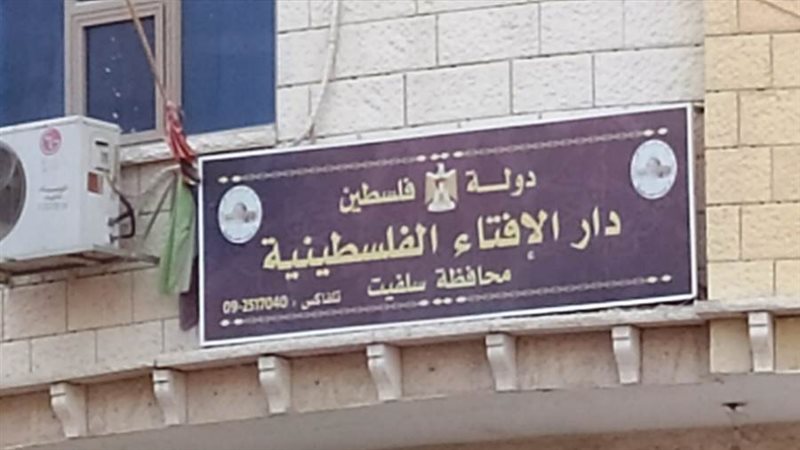 دولة فلسطين
دار الإفتاء الفلسطينية
محافظة سلفيت
تلفاكس : 09-2517040